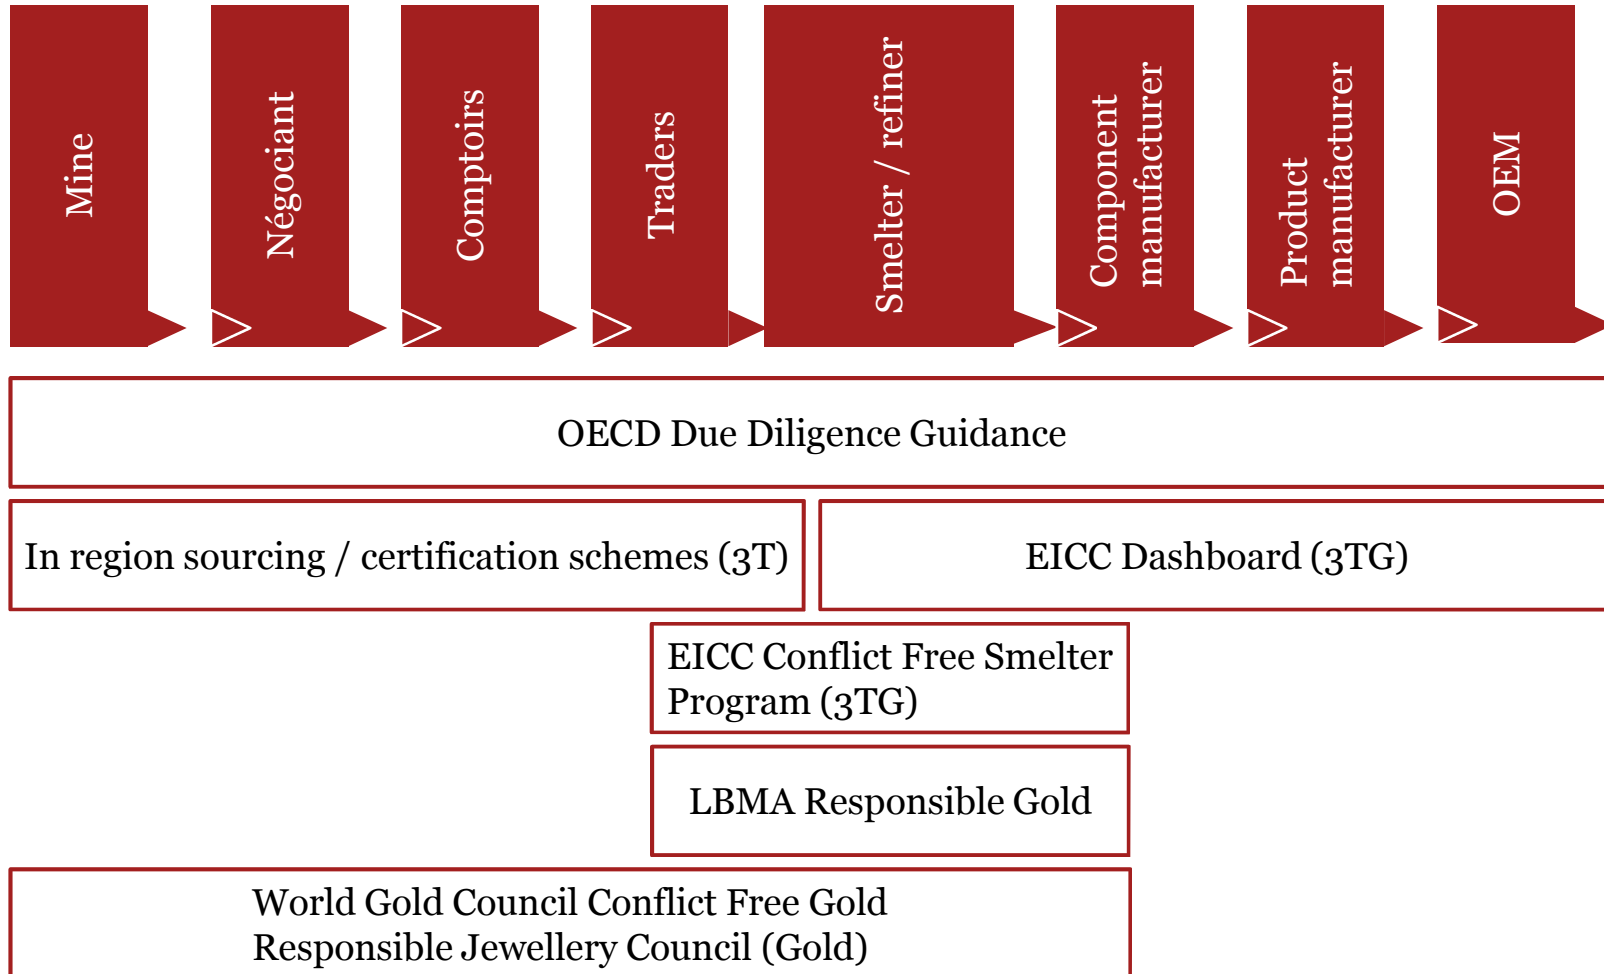 Mine
Négociant
Comptoirs
Traders
Smelter / refiner
Component
manufacturer
Product
manufacturer
OEM
OECD Due Diligence Guidance
In region sourcing / certification schemes (3T)
EICC Dashboard (3TG)
EICC Conflict Free Smelter
Program (3TG)
LBMA Responsible Gold
World Gold Council Conflict Free Gold
Responsible Jewellery Council (Gold)